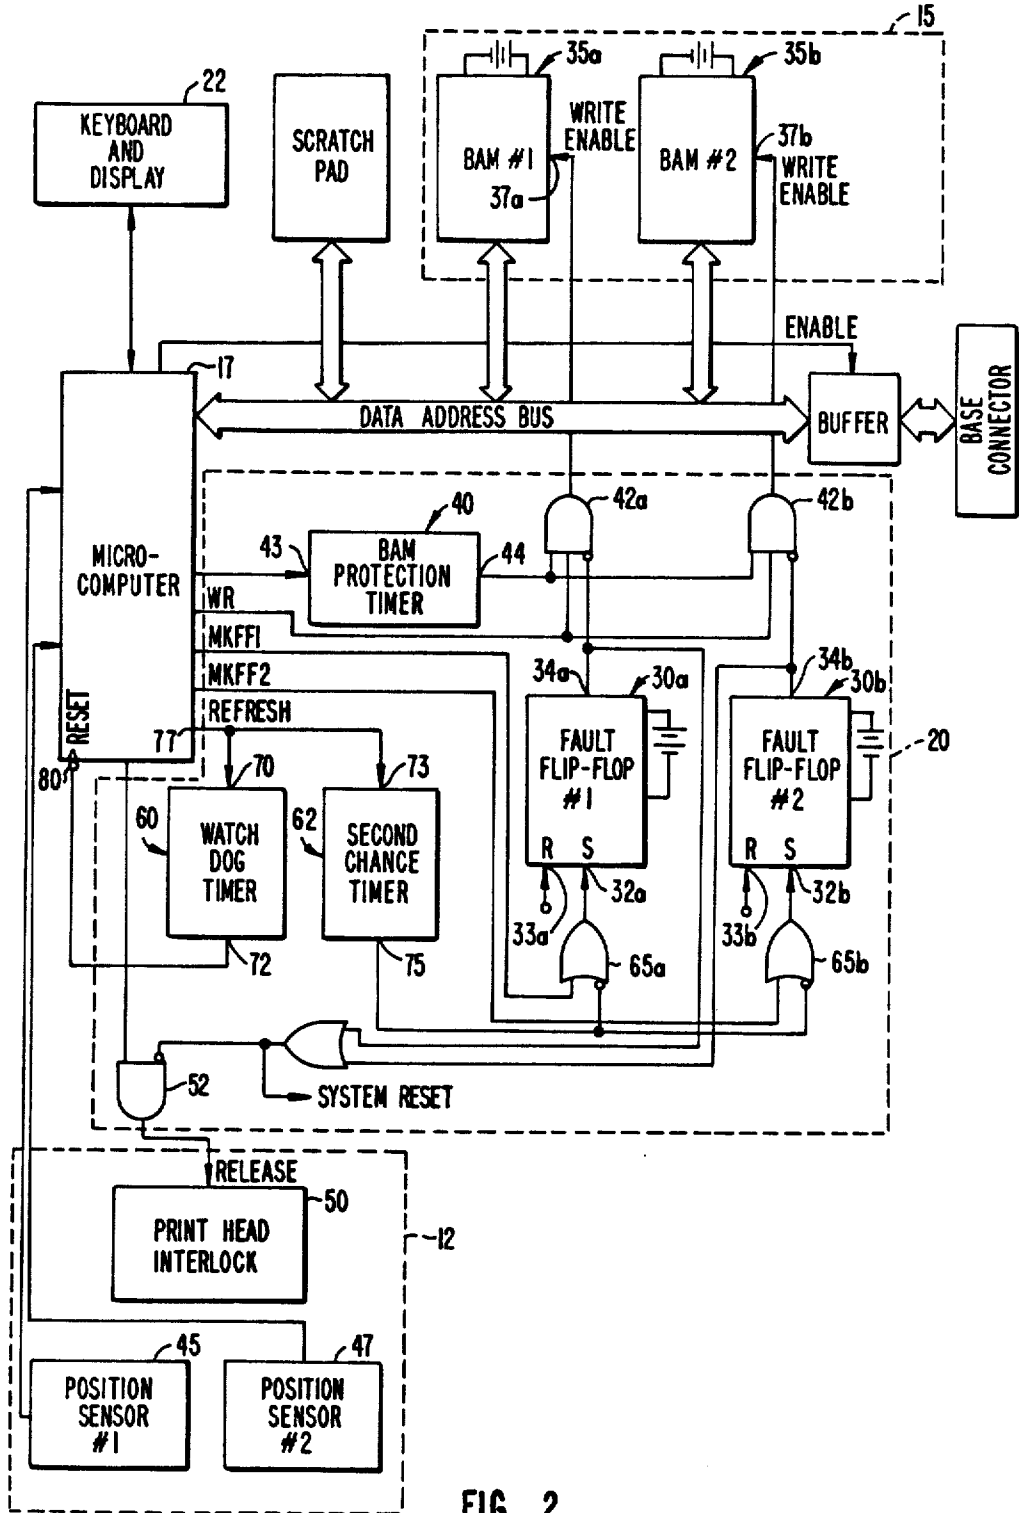 15
35a
35b
22
KEYBOARD
AND
DISPLAY
SCRATCH
PAD
BAM #1
WRITE
ENABLE
37a
BAM #2
37b
WRITE
ENABLE
17
ENABLE
DATA ADDRESS BUS
BUFFER
BASE
CONNECTOR
MICRO-
COMPUTER
43
40
BAM
PROTECTION
TIMER
44
42a
42b
WR
MKFF1
MKFF2
REFRESH
RESET
77
80
34a
30a
FAULT
FLIP-FLOP
#1
R S
33a
32a
34b
30b
FAULT
FLIP-FLOP
#2
R S
33b
32b
20
70
73
60
WATCH
DOG
TIMER
72
62
SECOND
CHANCE
TIMER
75
65a
65b
52
SYSTEM RESET
RELEASE
50
PRINT HEAD
INTERLOCK
12
45
POSITION
SENSOR
#1
47
POSITION
SENSOR
#2
FIG. 2